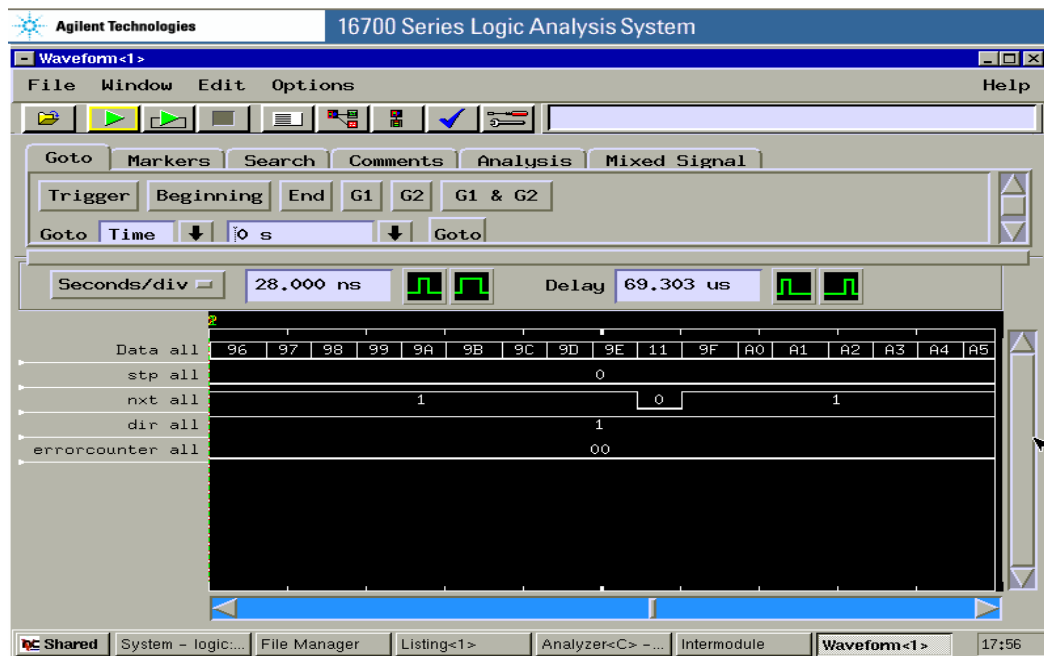 Agilent Technologies 16700 Series Logic Analysis System
Waveform<1>
File Window Edit Options Help
Goto Markers Search Comments Analysis Mixed Signal
Trigger Beginning End G1 G2 G1 & G2
Goto Time 0 s Goto
Seconds/div 28.000 ns Delay 69.303 us
2
Data all 96 97 98 99 9A 9B 9C 9D 9E 11 9F A0 A1 A2 A3 A4 A5
stp all 0
nxt all 1 0 1
dir all 1
errorcounter all 00
Shared System - logic:... File Manager Listing<1> Analyzer<C> -... Intermodule Waveform<1> 17:56